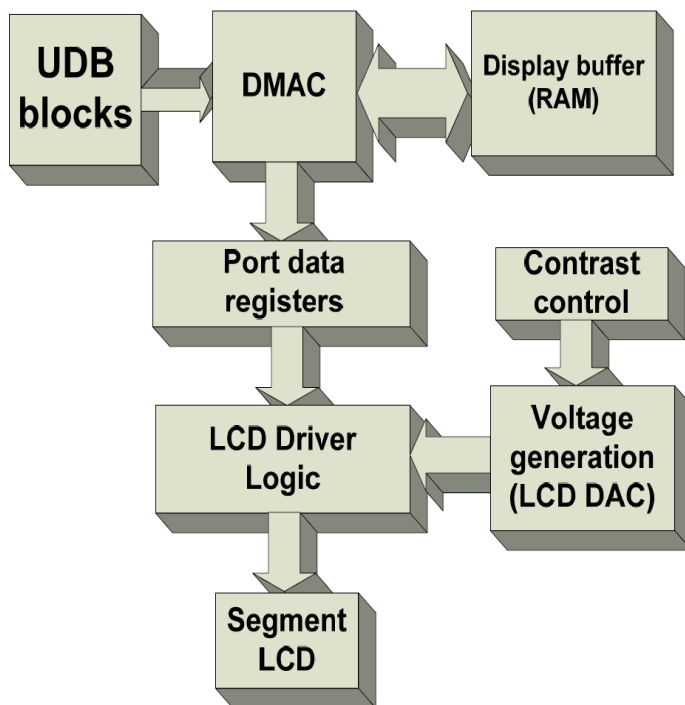 UDB
blocks
DMAC
Display buffer
(RAM)
Port data
registers
Contrast
control
LCD Driver
Logic
Voltage
generation
(LCD DAC)
Segment
LCD